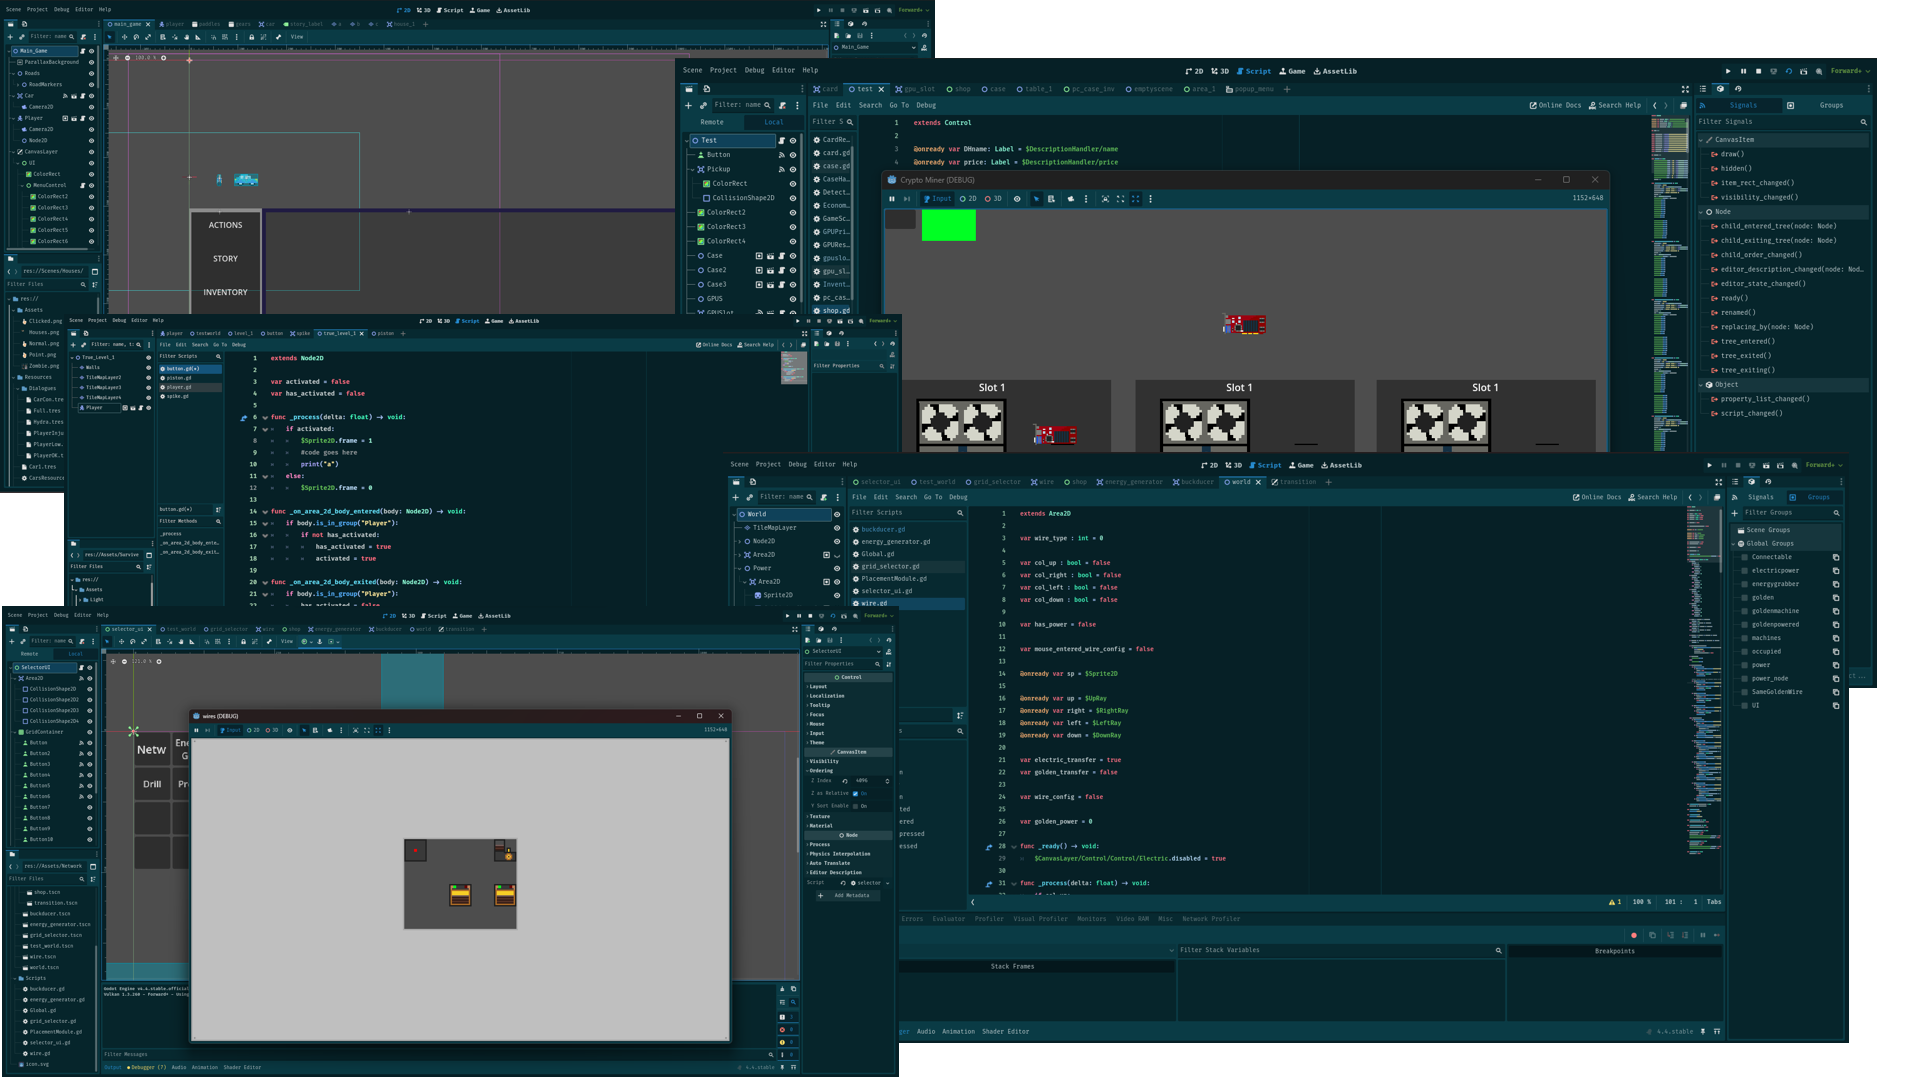 Scene Project Debug Editor Help
2D 3D Script Game AssetLib
Forward+
main_game player paddles gears car story_label house_1
Filter: name
View
Main_Game
ParallaxBackground
Roads
RoadMarkers
Car
Camera2D
Player
Camera2D
Node2D
CanvasLayer
UI
ColorRect
MenuControl
ColorRect2
ColorRect3
ColorRect4
ColorRect5
ColorRect6
res://Scenes/Houses/
Filter Files
res://
Assets
Clicked.png
Houses.png
Normal.png
Point.png
Zombie.png
Resources
Dialogues
CarCon.tre
Full.tres
Hydra.tres
PlayerInju
PlayerLow.
PlayerOK.t
Car1.tres
CarsResourc
ACTIONS
STORY
INVENTORY
Main_Game
Scene Project Debug Editor Help
2D 3D Script Game AssetLib
Forward+
card test gpu_slot shop case table_1 pc_case_inv emptyscene area_1 popup_menu
Filter: name
File Edit Search Go To Debug
Online Docs Search Help
Signals Groups
Remote Local
Filter S
Filter Signals
Test
Button
Pickup
ColorRect
CollisionShape2D
ColorRect2
ColorRect3
ColorRect4
Case
Case2
Case3
GPUS
GPUSlot
CardRe...
card.gd
case.gd
CaseHa...
Detect...
Econom...
GameSc...
GPUPri...
GPURes...
gpuslo...
gpu_sl...
Invent...
pc_cas...
shop.gd
1 extends Control
2
3 @onready var DHname: Label = $DescriptionHandler/name
4 @onready var price: Label = $DescriptionHandler/price
Crypto Miner (DEBUG)
Input 2D 3D
1152×648
Slot 1
Slot 1
Slot 1
CanvasItem
draw()
hidden()
item_rect_changed()
visibility_changed()
Node
child_entered_tree(node: Node)
child_exiting_tree(node: Node)
child_order_changed()
editor_description_changed(node: Nod...
editor_state_changed()
ready()
renamed()
replacing_by(node: Node)
tree_entered()
tree_exited()
tree_exiting()
Object
property_list_changed()
script_changed()
Scene Project Debug Editor Help
2D 3D Script Game AssetLib
Forward+
player testworld level_1 button spike true_level_1 piston
Filter: name, t:
File Edit Search Go To Debug
Online Docs Search Help
True_Level_1
Walls
TileMapLayer2
TileMapLayer3
TileMapLayer4
Player
res://Assets/Survive
Filter Files
res://
Assets
Light
Filter Scripts
button.gd(*)
piston.gd
player.gd
spike.gd
button.gd(*)
Filter Methods
_process
_on_area_2d_body_ente...
_on_area_2d_body_exit...
Filter Properties
1 extends Node2D
2
3 var activated = false
4 var has_activated = false
5
6 func _process(delta: float) -> void:
7 if activated:
8 $Sprite2D.frame = 1
9 #code goes here
10 print("a")
11 else:
12 $Sprite2D.frame = 0
13
14 func _on_area_2d_body_entered(body: Node2D) -> void:
15 if body.is_in_group("Player"):
16 if not has_activated:
17 has_activated = true
18 activated = true
19
20 func _on_area_2d_body_exited(body: Node2D) -> void:
21 if body.is_in_group("Player"):
22 has_activated = false
Scene Project Debug Editor Help
2D 3D Script Game AssetLib
Forward+
selector_ui test_world grid_selector wire shop energy_generator buckducer world transition
Filter: name
File Edit Search Go To Debug
Online Docs Search Help
Signals Groups
World
TileMapLayer
Node2D
Area2D
Power
Area2D
Sprite2D
Filter Scripts
buckducer.gd
energy_generator.gd
Global.gd
grid_selector.gd
PlacementModule.gd
selector_ui.gd
wire.gd
1 extends Area2D
2
3 var wire_type : int = 0
4
5 var col_up : bool = false
6 var col_right : bool = false
7 var col_left : bool = false
8 var col_down : bool = false
9
10 var has_power = false
11
12 var mouse_entered_wire_config = false
13
14 @onready var sp = $Sprite2D
15
16 @onready var up = $UpRay
17 @onready var right = $RightRay
18 @onready var left = $LeftRay
19 @onready var down = $DownRay
20
21 var electric_transfer = true
22 var golden_transfer = false
23
24 var wire_config = false
25
26 var golden_power = 0
27
28 func _ready() -> void:
29 $CanvasLayer/Control/Control/Electric.disabled = true
30
31 func _process(delta: float) -> void:
1 100 % 101 : 1 Tabs
Filter Groups
Scene Groups
Global Groups
Connectable
electricpower
energygrabber
golden
goldenmachine
goldenpowered
machines
occupied
power
power_node
SameGoldenWire
UI
Errors Evaluator Profiler Visual Profiler Monitors Video RAM Misc Network Profiler
Filter Stack Variables
Stack Frames
Breakpoints
Audio Animation Shader Editor
4.4.stable
Scene Project Debug Editor Help
2D 3D Script Game AssetLib
Forward+
selector_ui test_world grid_selector wire shop energy_generator buckducer world transition
Filter: name
View
Remote Local
SelectorUI
Area2D
CollisionShape2D
CollisionShape2D2
CollisionShape2D3
CollisionShape2D4
GridContainer
Button
Button2
Button3
Button4
Button5
Button6
Button7
Button8
Button9
Button10
res://Assets/Network
Filter Files
shop.tscn
transition.tscn
buckducer.tscn
energy_generator.tscn
grid_selector.tscn
test_world.tscn
wire.tscn
world.tscn
Scripts
buckducer.gd
energy_generator.gd
Global.gd
grid_selector.gd
PlacementModule.gd
selector_ui.gd
wire.gd
icon.svg
Netw
Ene
G
Drill
Pr
wires (DEBUG)
Input 2D 3D
1152×648
SelectorUI
Filter Properties
Control
Layout
Localization
Tooltip
Focus
Mouse
Input
Theme
CanvasItem
Visibility
Ordering
Z Index 4096
Z as Relative On
Y Sort Enable On
Texture
Material
Node
Process
Physics Interpolation
Auto Translate
Editor Description
Script selector
Add Metadata
Filter Messages
Output Debugger (7) Audio Animation Shader Editor
4.4.stable